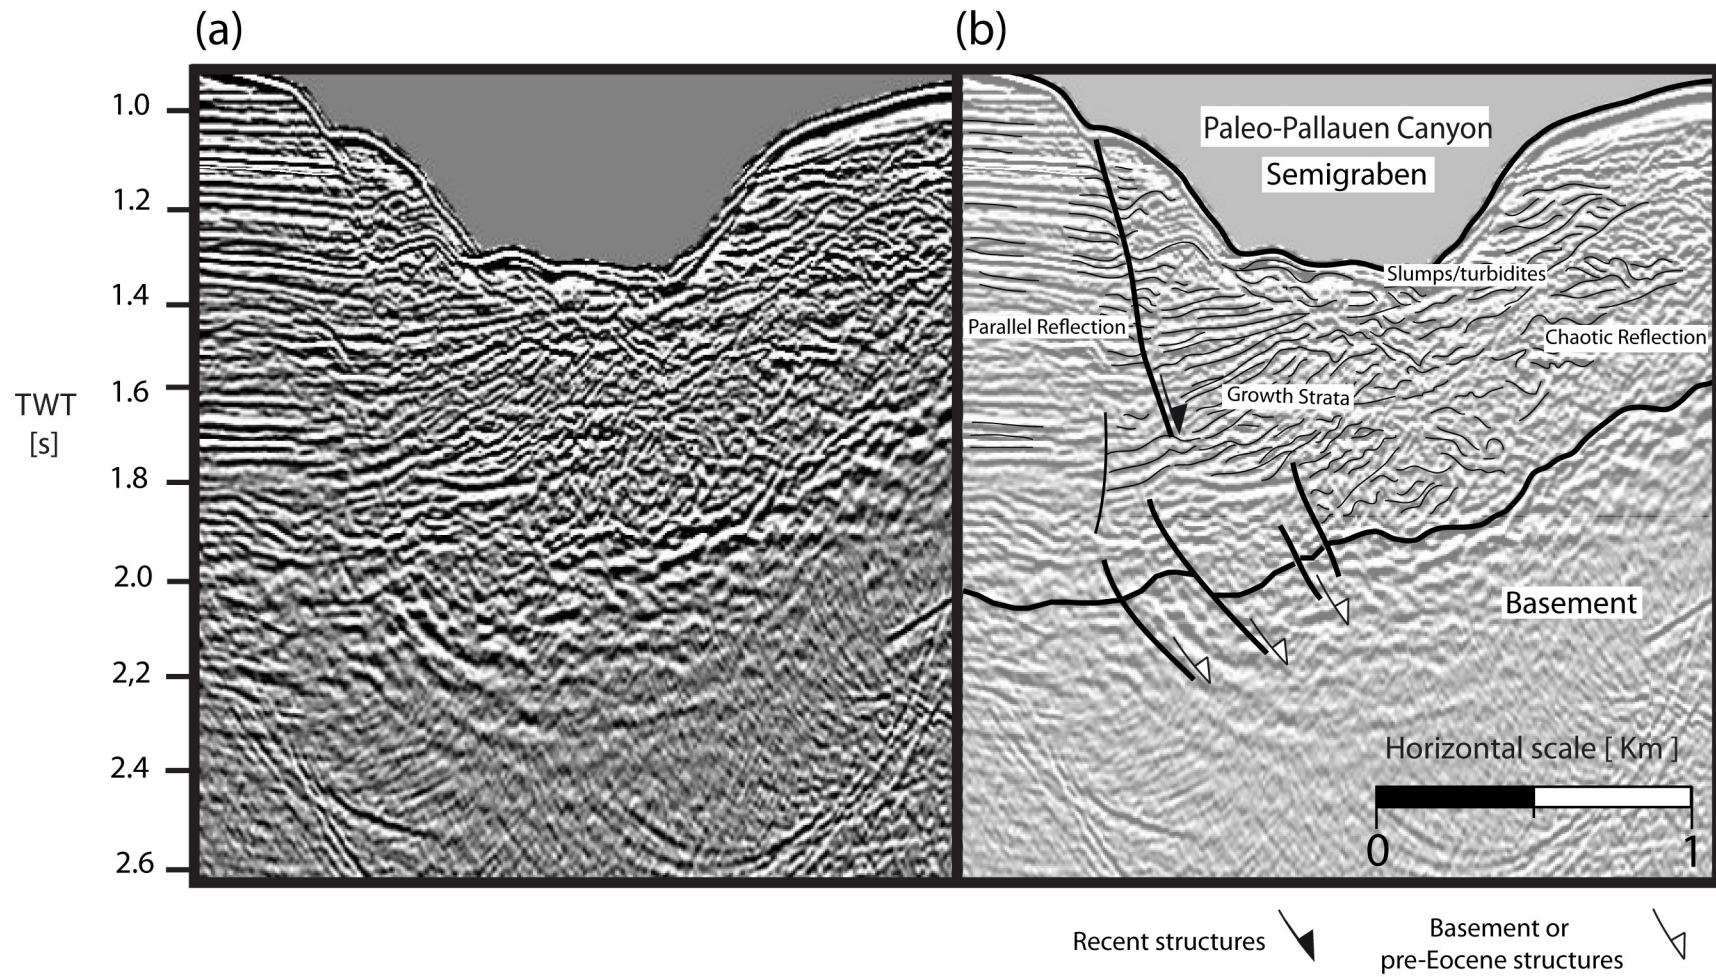 (a)
(b)
TWT
[s]
1.0
1.2
1.4
1.6
1.8
2.0
2,2
2.4
2.6
Paleo-Pallauen Canyon
Semigraben
Slumps/turbidites
Parallel Reflection
Chaotic Reflection
Growth Strata
Basement
Horizontal scale [ Km ]
0 1
Recent structures
Basement or
pre-Eocene structures